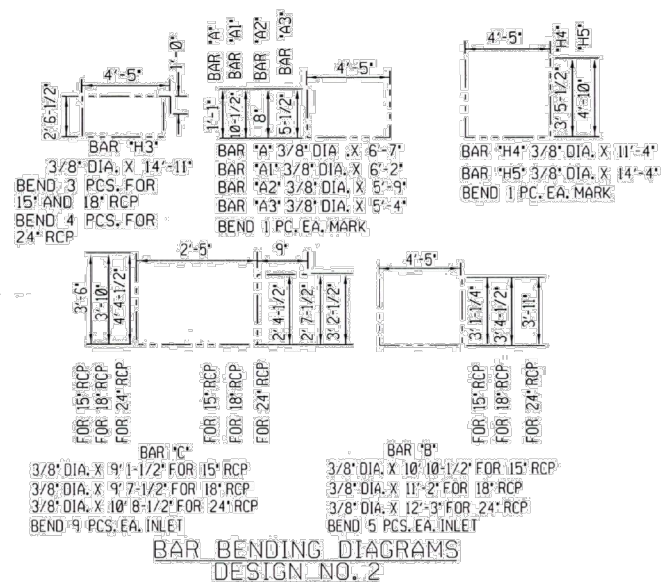 4'-5"
1'-0"
2' 6-1/2"
BAR "H3"
3/8" DIA. X 14'-11"
BEND 3 PCS. FOR
15" AND 18" RCP
BEND 4 PCS. FOR
24" RCP
BAR "A"
BAR "A1"
BAR "A2"
BAR "A3"
4'-5"
1'-1"
10-1/2"
8"
5-1/2"
BAR "A" 3/8" DIA. X 6'-7"
BAR "A1" 3/8" DIA. X 6'-2"
BAR "A2" 3/8" DIA. X 5'-9"
BAR "A3" 3/8" DIA. X 5'-4"
BEND 1 PC. EA. MARK
4'-5"
"H4"
"H5"
3' 5-1/2"
4'-10"
BAR "H4" 3/8" DIA. X 11'-4"
BAR "H5" 3/8" DIA. X 14'-4"
BEND 1 PC. EA. MARK
2'-5"
9"
3'-6"
3'-10"
4' 4-1/2"
2' 4-1/2"
2' 7-1/2"
3' 2-1/2"
FOR 15" RCP
FOR 18" RCP
FOR 24" RCP
FOR 15" RCP
FOR 18" RCP
FOR 24" RCP
BAR "C"
3/8" DIA. X 9' 1-1/2" FOR 15" RCP
3/8" DIA. X 9' 7-1/2" FOR 18" RCP
3/8" DIA. X 10' 8-1/2" FOR 24" RCP
BEND 9 PCS. EA. INLET
4'-5"
3' 1-1/4"
3' 4-1/2"
3'-11"
FOR 15" RCP
FOR 18" RCP
FOR 24" RCP
BAR "B"
3/8" DIA. X 10' 10-1/2" FOR 15" RCP
3/8" DIA. X 11'-2" FOR 18" RCP
3/8" DIA. X 12'-3" FOR 24" RCP
BEND 5 PCS. EA. INLET
BAR BENDING DIAGRAMS
DESIGN NO. 2